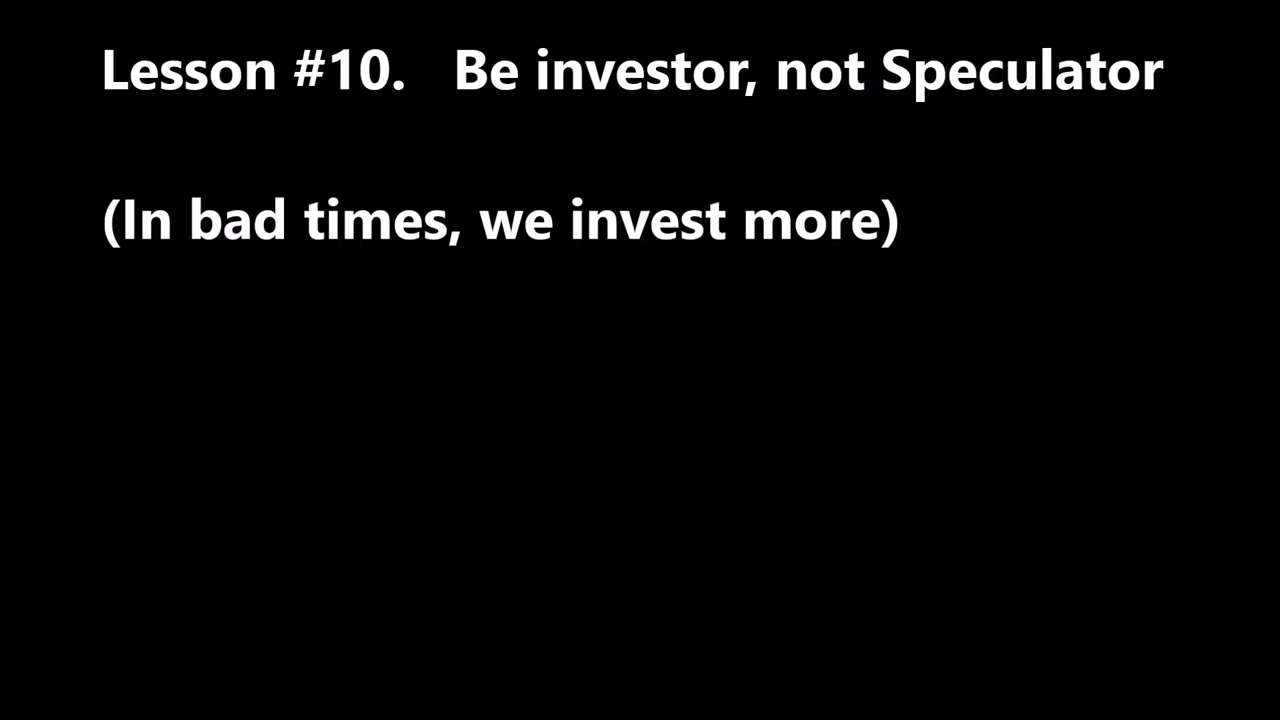 Lesson #10. Be investor, not Speculator
(In bad times, we invest more)